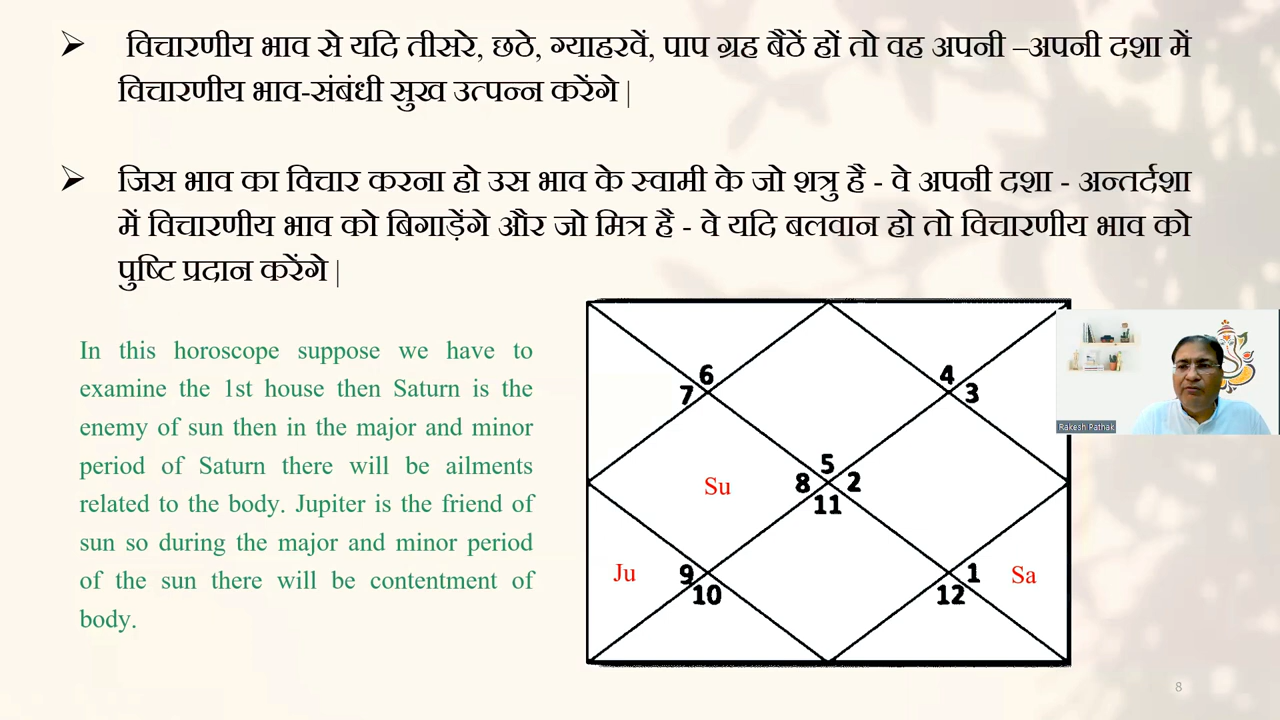 ➢ विचारणीय भाव से यदि तीसरे, छठे, ग्याहरवें, पाप ग्रह बैठें हों तो वह अपनी –अपनी दशा में
विचारणीय भाव-संबंधी सुख उत्पन्न करेंगे |
➢ जिस भाव का विचार करना हो उस भाव के स्वामी के जो शत्रु है - वे अपनी दशा - अन्तर्दशा
में विचारणीय भाव को बिगाड़ेंगे और जो मित्र है - वे यदि बलवान हो तो विचारणीय भाव को
पुष्टि प्रदान करेंगे |
In this horoscope suppose we have to
examine the 1st house then Saturn is the
enemy of sun then in the major and minor
period of Saturn there will be ailments
related to the body. Jupiter is the friend of
sun so during the major and minor period
of the sun there will be contentment of
body.
6 4
7 3
5
Su 8 2
11
Ju 9 1 Sa
10 12
Rakesh Pathak
8